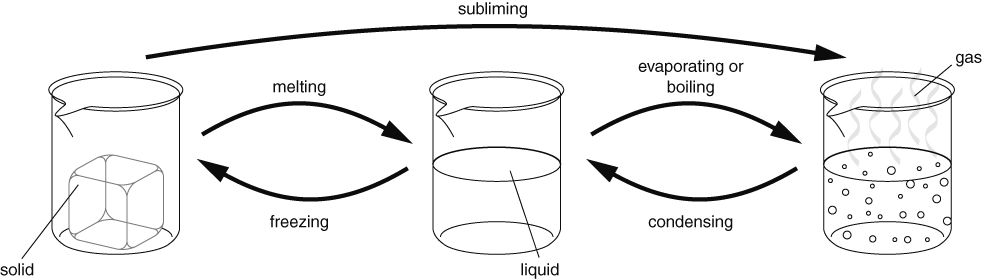 subliming
gas
melting
evaporating or
boiling
freezing
condensing
solid
liquid